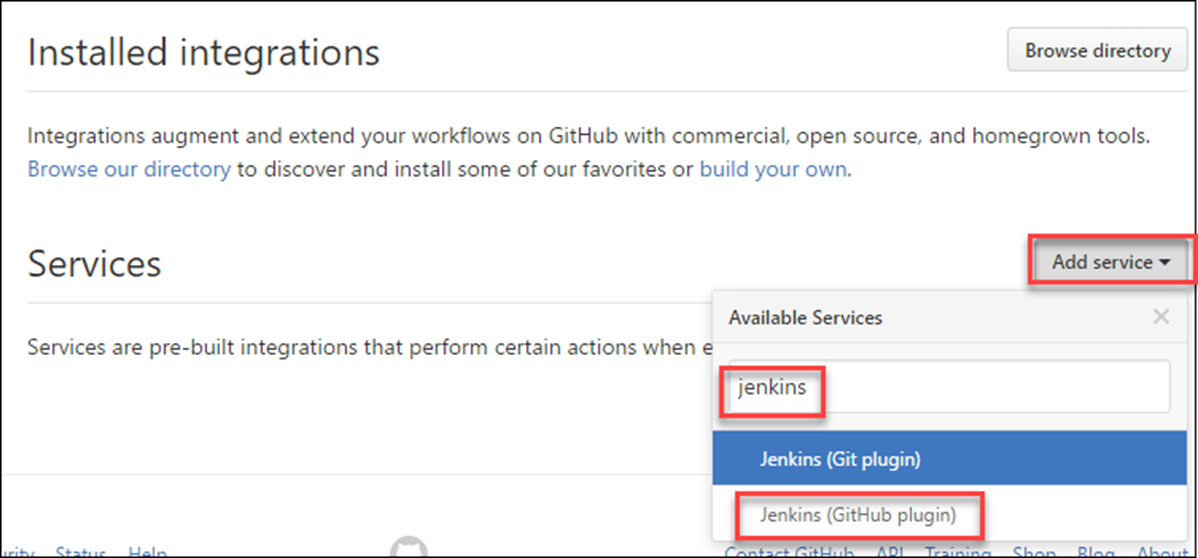 Installed integrations
Browse directory
Integrations augment and extend your workflows on GitHub with commercial, open source, and homegrown tools.
Browse our directory to discover and install some of our favorites or build your own.
Services
Add service
Available Services
Services are pre-built integrations that perform certain actions when e
jenkins
Jenkins (Git plugin)
Jenkins (GitHub plugin)
Status Help
Contact GitHub API Training Shop Blog About